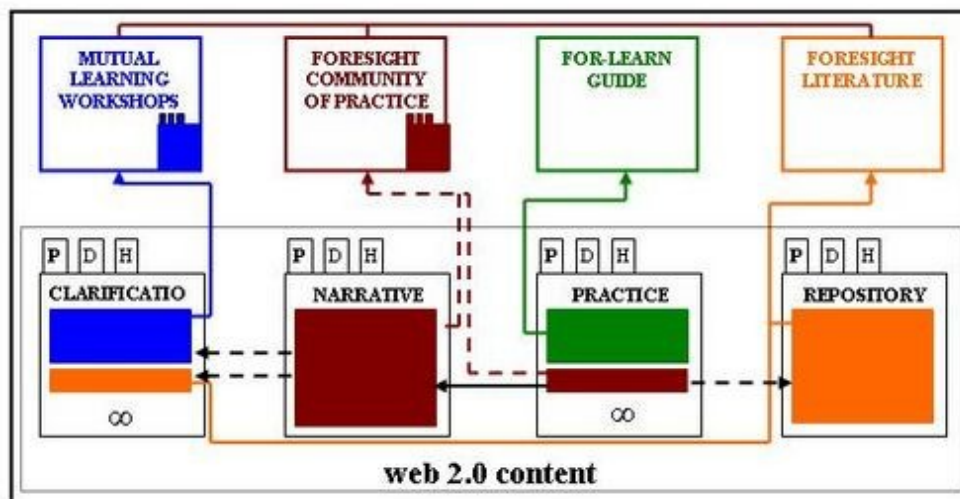 MUTUAL
LEARNING
WORKSHOPS
FORESIGHT
COMMUNITY
OF PRACTICE
FOR-LEARN
GUIDE
FORESIGHT
LITERATURE
P D H
CLARIFICATIO
∞
P D H
NARRATIVE
P D H
PRACTICE
∞
P D H
REPOSITORY
web 2.0 content